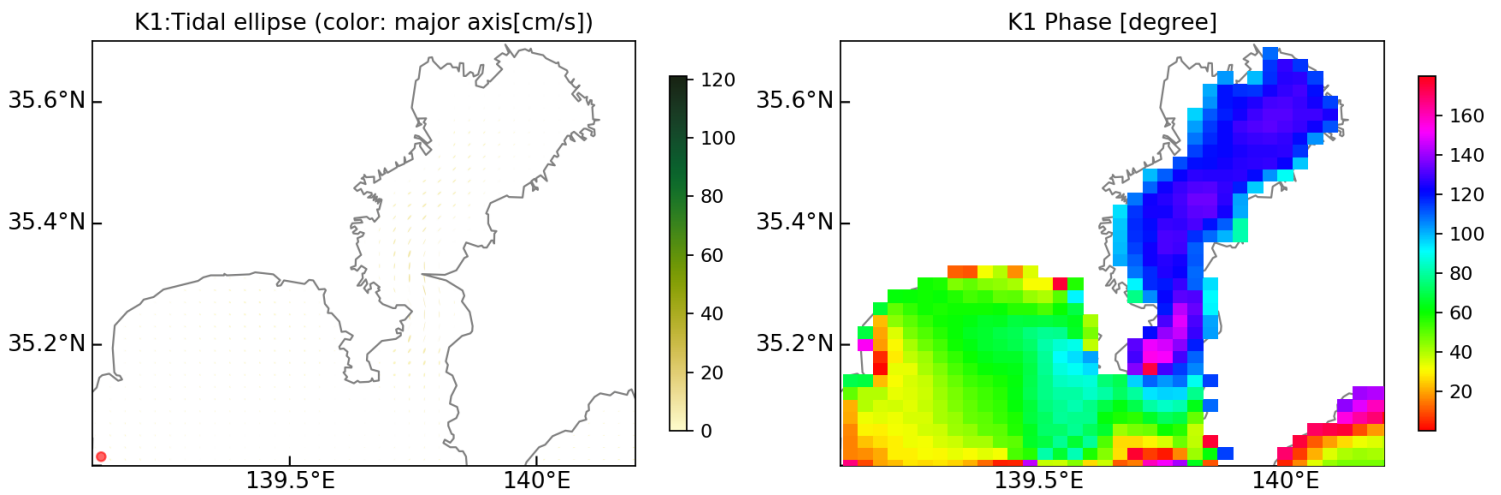 K1:Tidal ellipse (color: major axis[cm/s])
35.6°N
35.4°N
35.2°N
139.5°E
140°E
120
100
80
60
40
20
0
K1 Phase [degree]
35.6°N
35.4°N
35.2°N
139.5°E
140°E
160
140
120
100
80
60
40
20